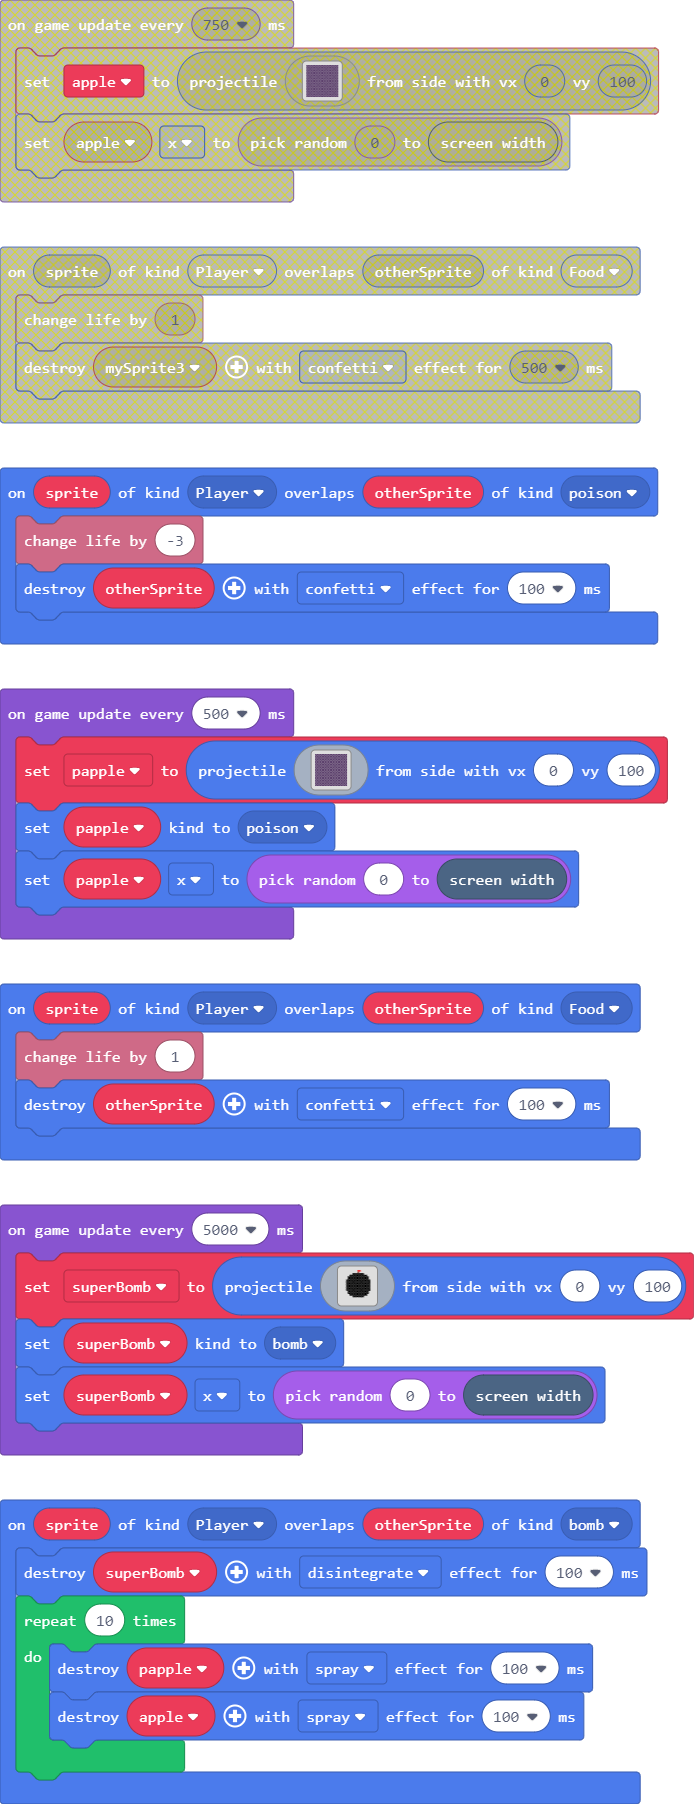 on game update every 750 ms
set apple to projectile from side with vx 0 vy 100
set apple x to pick random 0 to screen width
on sprite of kind Player overlaps otherSprite of kind Food
change life by 1
destroy mySprite3 with confetti effect for 500 ms
on sprite of kind Player overlaps otherSprite of kind poison
change life by -3
destroy otherSprite with confetti effect for 100 ms
on game update every 500 ms
set papple to projectile from side with vx 0 vy 100
set papple kind to poison
set papple x to pick random 0 to screen width
on sprite of kind Player overlaps otherSprite of kind Food
change life by 1
destroy otherSprite with confetti effect for 100 ms
on game update every 5000 ms
set superBomb to projectile from side with vx 0 vy 100
set superBomb kind to bomb
set superBomb x to pick random 0 to screen width
on sprite of kind Player overlaps otherSprite of kind bomb
destroy superBomb with disintegrate effect for 100 ms
repeat 10 times
do
destroy papple with spray effect for 100 ms
destroy apple with spray effect for 100 ms